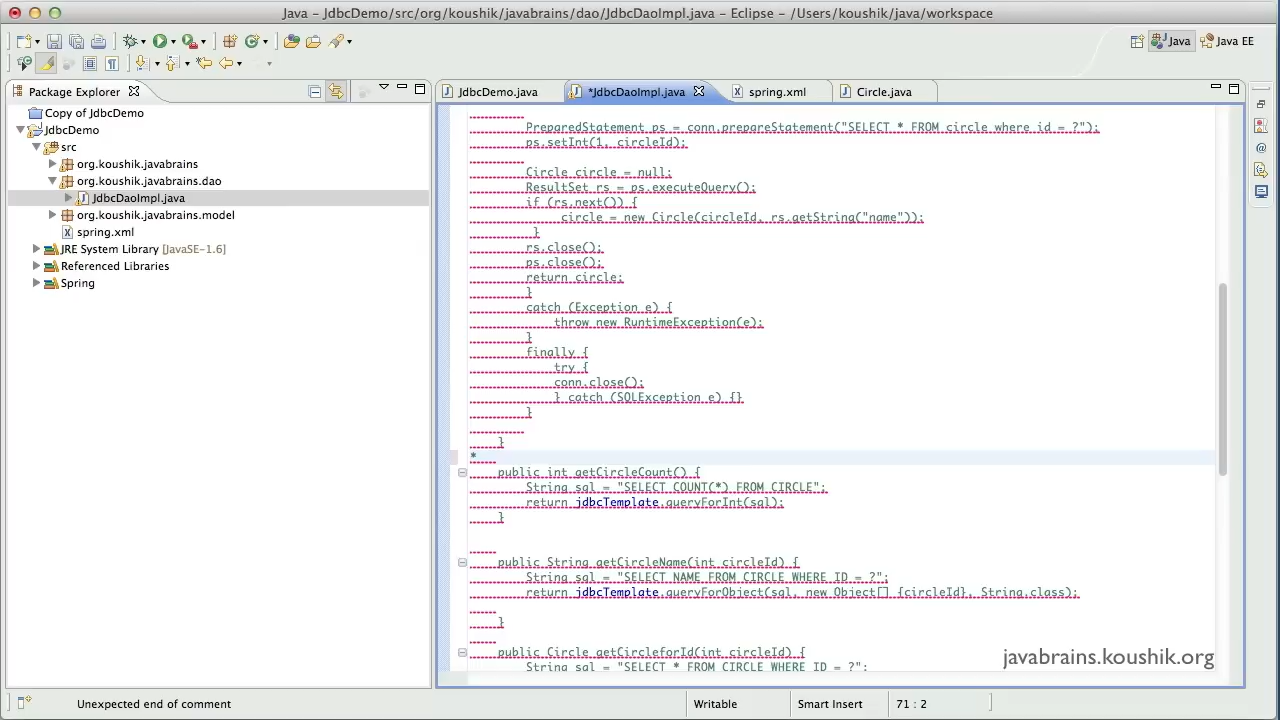 Java - JdbcDemo/src/org/koushik/javabrains/dao/JdbcDaoImpl.java - Eclipse - /Users/koushik/java/workspace
Java
Java EE
Package Explorer
JdbcDemo.java
*JdbcDaoImpl.java
spring.xml
Circle.java
Copy of JdbcDemo
JdbcDemo
src
org.koushik.javabrains
org.koushik.javabrains.dao
JdbcDaoImpl.java
org.koushik.javabrains.model
spring.xml
JRE System Library [JavaSE-1.6]
Referenced Libraries
Spring
PreparedStatement ps = conn.prepareStatement("SELECT * FROM circle where id = ?");
ps.setInt(1, circleId);
Circle circle = null;
ResultSet rs = ps.executeQuery();
if (rs.next()) {
circle = new Circle(circleId, rs.getString("name"));
}
rs.close();
ps.close();
return circle;
}
catch (Exception e) {
throw new RuntimeException(e);
}
finally {
try {
conn.close();
} catch (SQLException e) {}
}
}
*
public int getCircleCount() {
String sql = "SELECT COUNT(*) FROM CIRCLE";
return jdbcTemplate.queryForInt(sql);
}
public String getCircleName(int circleId) {
String sql = "SELECT NAME FROM CIRCLE WHERE ID = ?";
return jdbcTemplate.queryForObject(sql, new Object[] {circleId}, String.class);
}
public Circle getCircleforId(int circleId) {
String sql = "SELECT * FROM CIRCLE WHERE ID = ?";
javabrains.koushik.org
Unexpected end of comment
Writable
Smart Insert
71 : 2